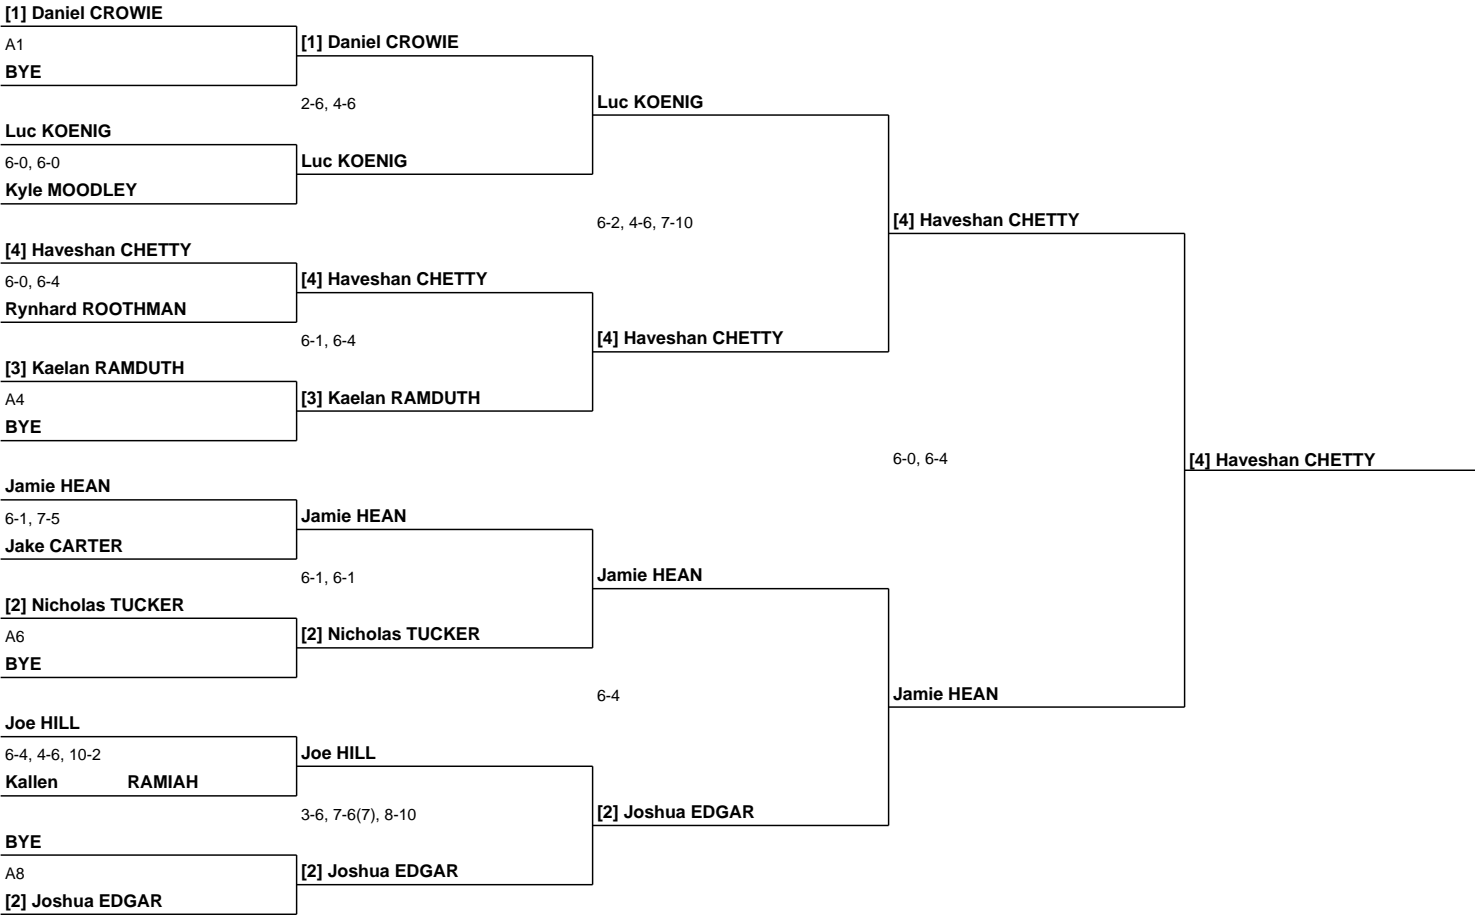 [1] Daniel CROWIE
A1
BYE
Luc KOENIG
6-0, 6-0
Kyle MOODLEY
[4] Haveshan CHETTY
6-0, 6-4
Rynhard ROOTHMAN
[3] Kaelan RAMDUTH
A4
BYE
Jamie HEAN
6-1, 7-5
Jake CARTER
[2] Nicholas TUCKER
A6
BYE
Joe HILL
6-4, 4-6, 10-2
Kallen RAMIAH
BYE
A8
[2] Joshua EDGAR
[1] Daniel CROWIE
2-6, 4-6
Luc KOENIG
[4] Haveshan CHETTY
6-1, 6-4
[3] Kaelan RAMDUTH
Jamie HEAN
6-1, 6-1
[2] Nicholas TUCKER
Joe HILL
3-6, 7-6(7), 8-10
[2] Joshua EDGAR
Luc KOENIG
6-2, 4-6, 7-10
[4] Haveshan CHETTY
Jamie HEAN
6-4
[2] Joshua EDGAR
[4] Haveshan CHETTY
6-0, 6-4
Jamie HEAN
[4] Haveshan CHETTY